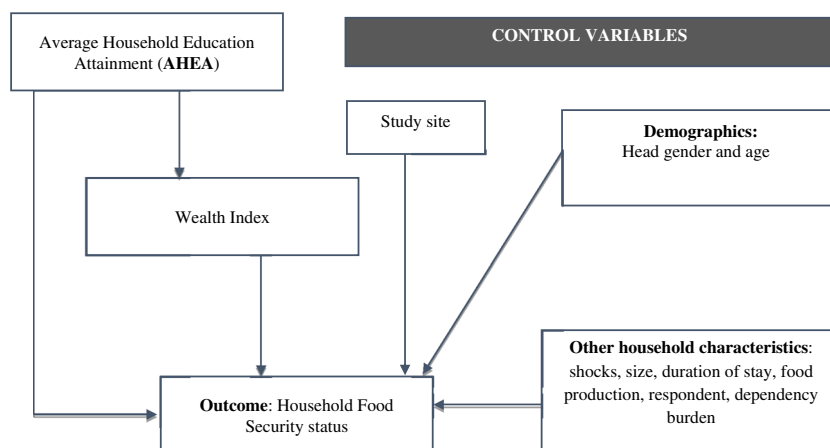 Average Household Education
Attainment (AHEA)
CONTROL VARIABLES
Study site
Demographics:
Head gender and age
Wealth Index
Other household characteristics:
shocks, size, duration of stay, food
production, respondent, dependency
burden
Outcome: Household Food
Security status